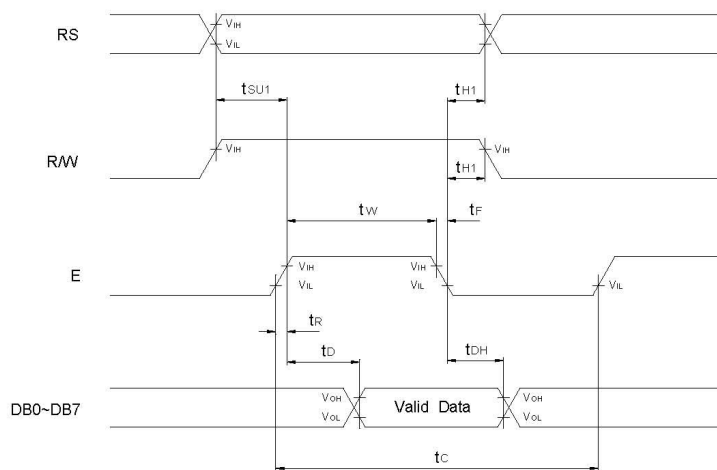 RS
VIH
VIL
tSU1
tH1
R/W
VIH
VIH
tH1
tW
tF
E
VIH
VIL
VIH
VIL
VIL
tR
tD
tDH
DB0~DB7
VOH
VOL
Valid Data
VOH
VOL
tC